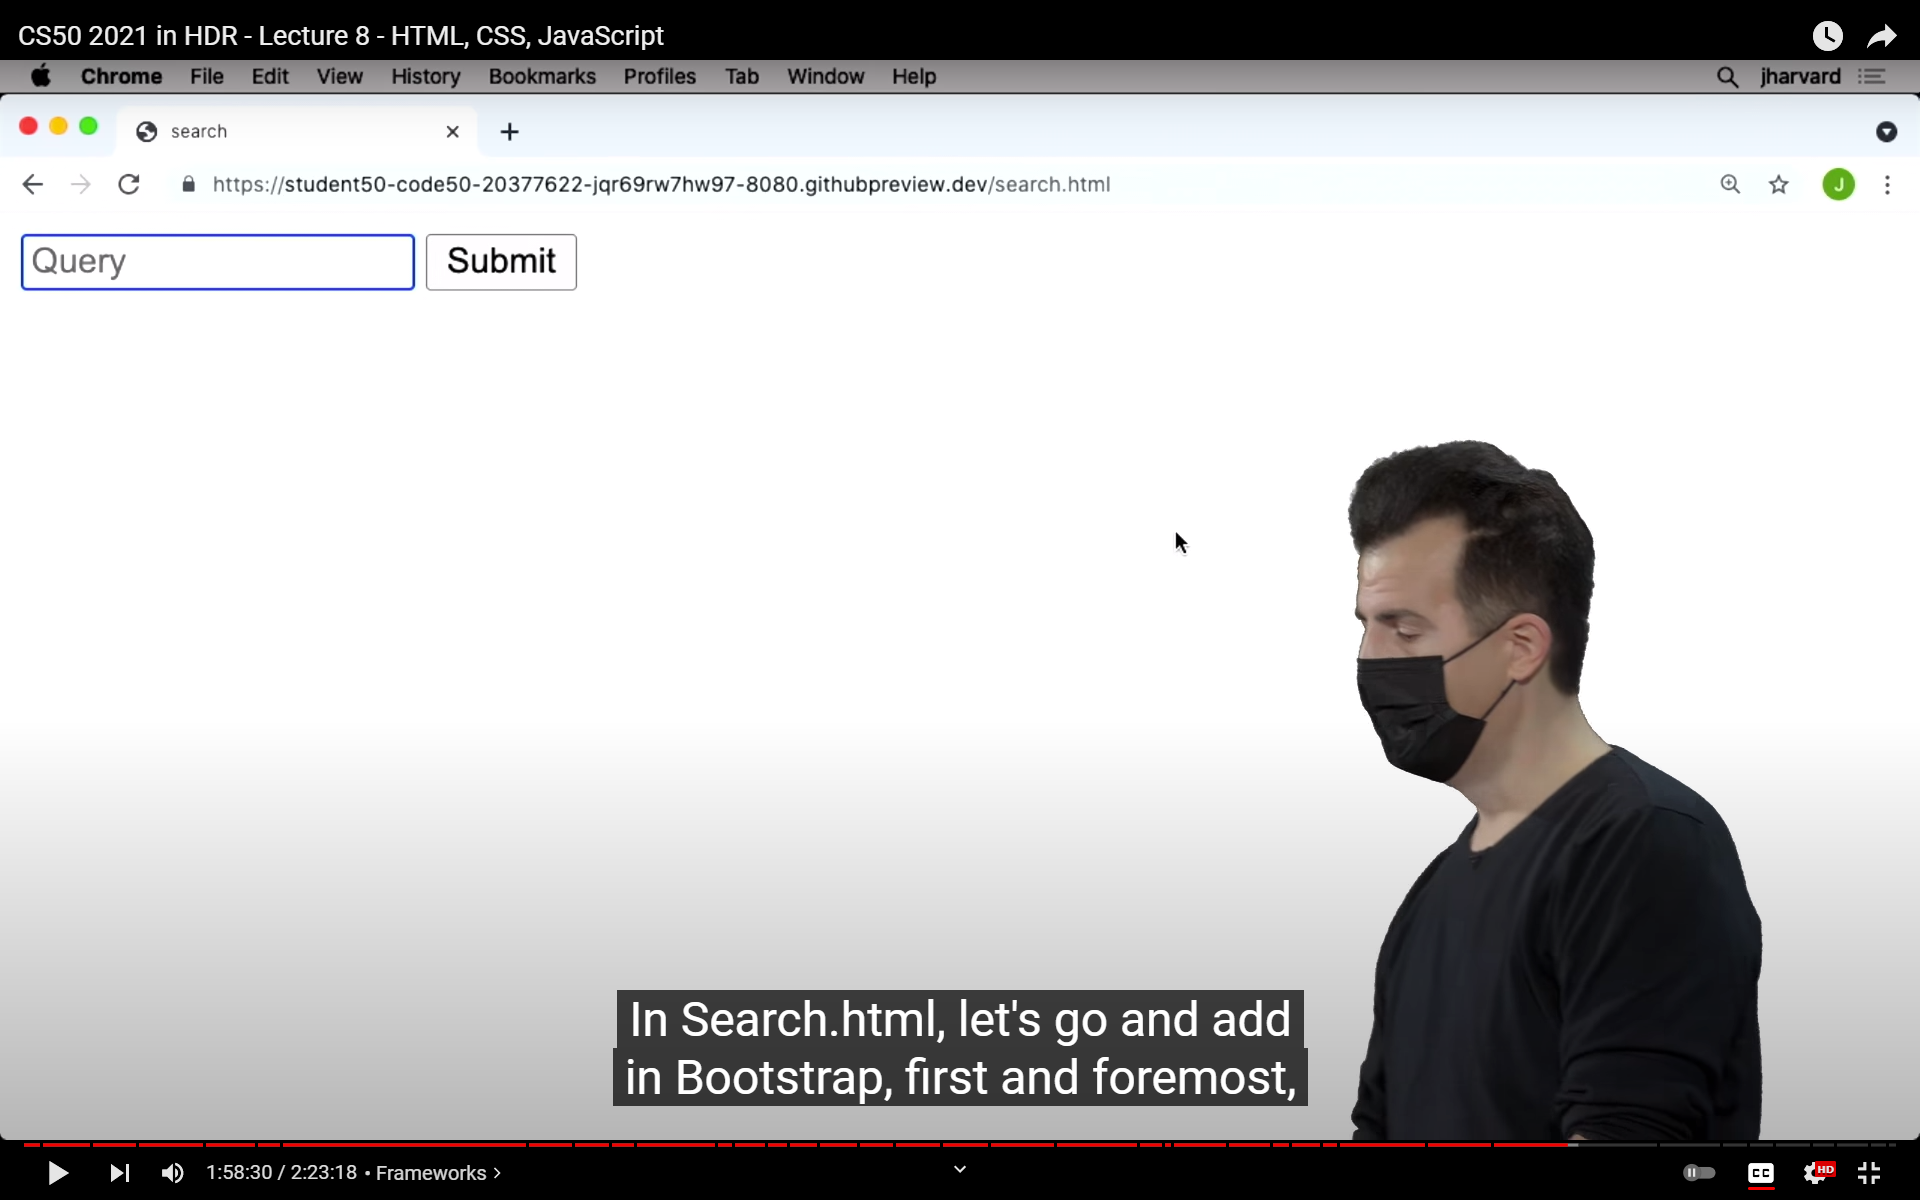 CS50 2021 in HDR - Lecture 8 - HTML, CSS, JavaScript
Chrome File Edit View History Bookmarks Profiles Tab Window Help jharvard
search
https://student50-code50-20377622-jqr69rw7hw97-8080.githubpreview.dev/search.html J
Query Submit
In Search.html, let's go and add
in Bootstrap, first and foremost,
1:58:30 / 2:23:18 • Frameworks CC HD